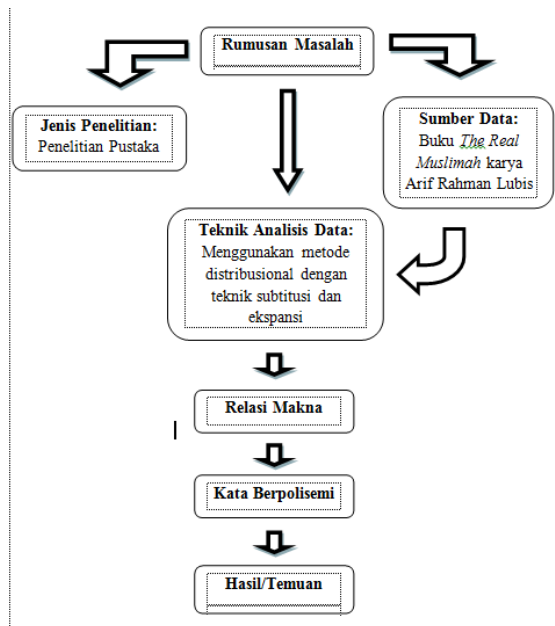 Rumusan Masalah
Jenis Penelitian:
Penelitian Pustaka
Sumber Data:
Buku The Real
Muslimah karya
Arif Rahman Lubis
Teknik Analisis Data:
Menggunakan metode
distribusional dengan
teknik subtitusi dan
ekspansi
Relasi Makna
Kata Berpolisemi
Hasil/Temuan